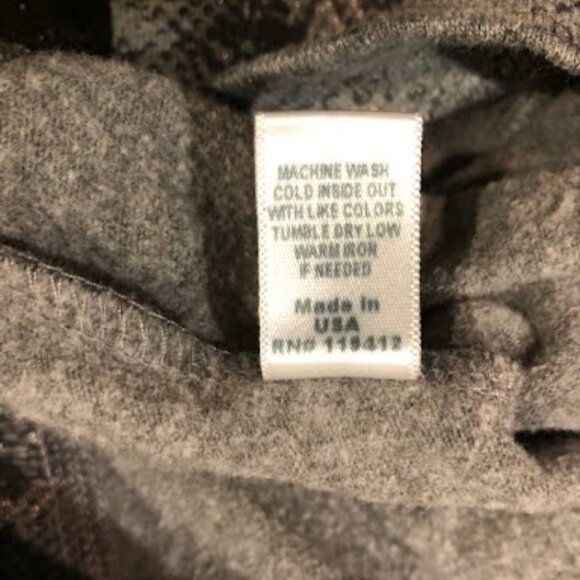 MACHINE WASH
COLD INSIDE OUT
WITH LIKE COLORS
TUMBLE DRY LOW
WARM IRON
IF NEEDED
Made In
USA
RN# 118412